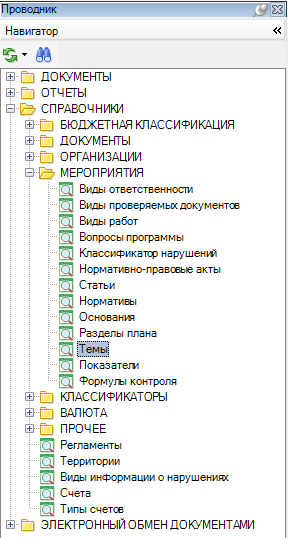 Проводник
Навигатор
ДОКУМЕНТЫ
ОТЧЕТЫ
СПРАВОЧНИКИ
БЮДЖЕТНАЯ КЛАССИФИКАЦИЯ
ДОКУМЕНТЫ
ОРГАНИЗАЦИИ
МЕРОПРИЯТИЯ
Виды ответственности
Виды проверяемых документов
Виды работ
Вопросы программы
Классификатор нарушений
Нормативно-правовые акты
Статьи
Нормативы
Основания
Разделы плана
Темы
Показатели
Формулы контроля
КЛАССИФИКАТОРЫ
ВАЛЮТА
ПРОЧЕЕ
Регламенты
Территории
Виды информации о нарушениях
Счета
Типы счетов
ЭЛЕКТРОННЫЙ ОБМЕН ДОКУМЕНТАМИ